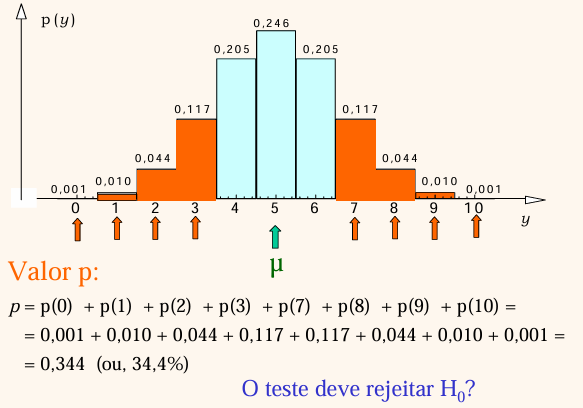 p(y)
0,246
0,205 0,205
0,117 0,117
0,044 0,044
0,001 0,010 0,010 0,001
0 1 2 3 4 5 6 7 8 9 10
y
μ
Valor p:
p = p(0) + p(1) + p(2) + p(3) + p(7) + p(8) + p(9) + p(10) =
= 0,001 + 0,010 + 0,044 + 0,117 + 0,117 + 0,044 + 0,010 + 0,001 =
= 0,344 (ou, 34,4%)
O teste deve rejeitar H₀?